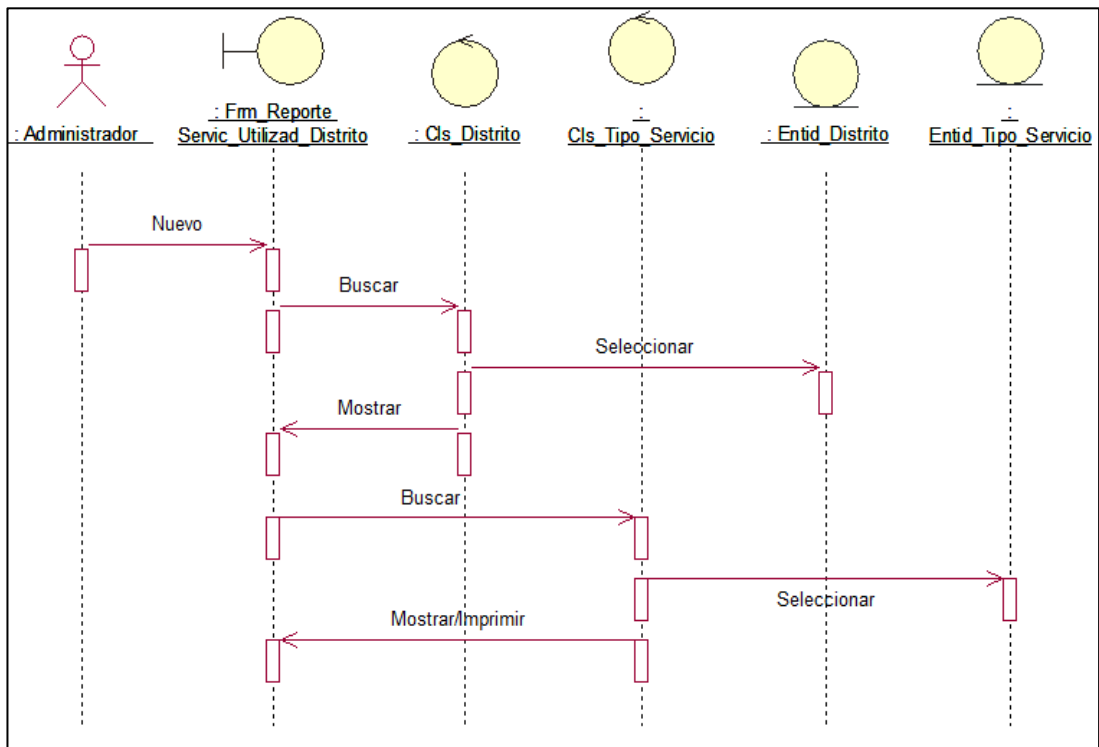 : Administrador
: Frm_Reporte
Servic_Utilizad_Distrito
: Cls_Distrito
:
Cls_Tipo_Servicio
: Entid_Distrito
:
Entid_Tipo_Servicio
Nuevo
Buscar
Seleccionar
Mostrar
Buscar
Seleccionar
Mostrar/Imprimir